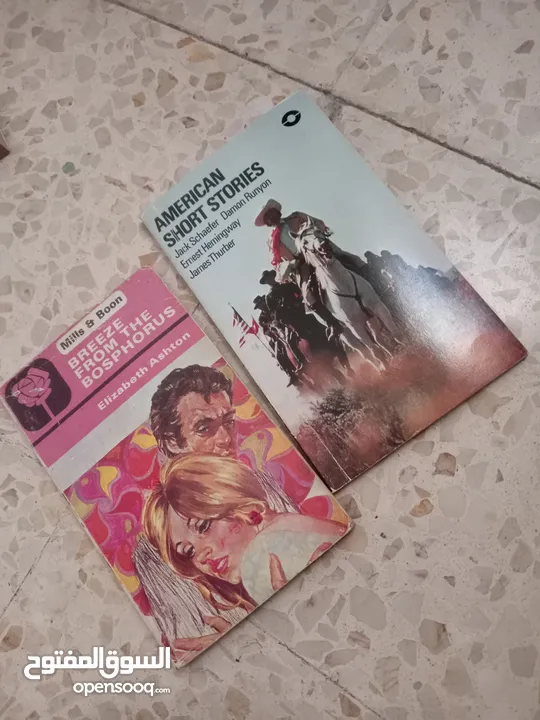 AMERICAN
SHORT STORIES
Jack Schaefer Damon Runyon
Ernest Hemingway
James Thurber
Mills & Boon
BREEZE
FROM THE
BOSPHORUS
Elizabeth Ashton
السوق المفتوح
opensooq.com